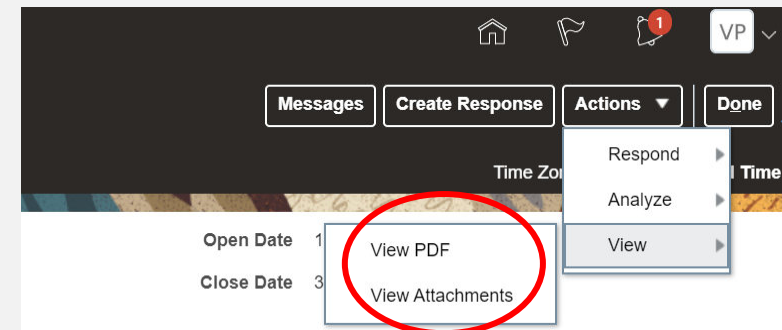 1
VP
Messages Create Response Actions Done
Time Zo Time
Respond
Analyze
View
Open Date 1
Close Date 3
View PDF
View Attachments